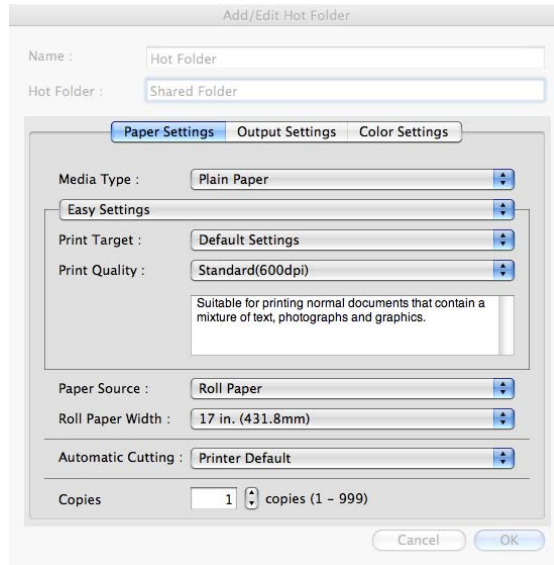 Add/Edit Hot Folder
Name : Hot Folder
Hot Folder : Shared Folder
Paper Settings Output Settings Color Settings
Media Type : Plain Paper
Easy Settings
Print Target : Default Settings
Print Quality : Standard(600dpi)
Suitable for printing normal documents that contain a
mixture of text, photographs and graphics.
Paper Source : Roll Paper
Roll Paper Width : 17 in. (431.8mm)
Automatic Cutting : Printer Default
Copies 1 copies (1 – 999)
Cancel OK